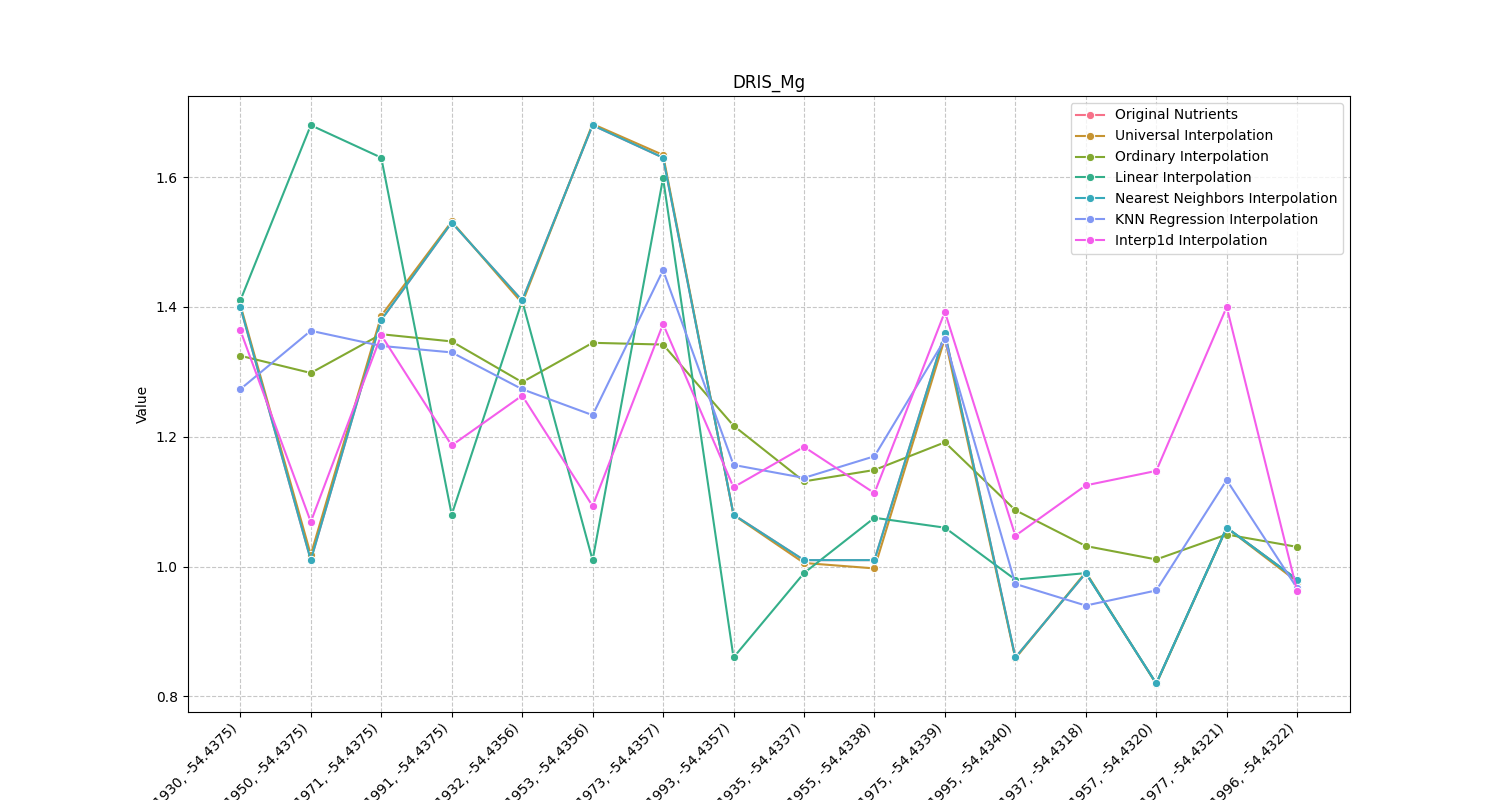 DRIS_Mg
Original Nutrients
Universal Interpolation
Ordinary Interpolation
Linear Interpolation
Nearest Neighbors Interpolation
KNN Regression Interpolation
Interp1d Interpolation
Value
1.6
1.4
1.2
1.0
0.8
1930, -54.4375)
1950, -54.4375)
1971, -54.4375)
1991, -54.4375)
1932, -54.4356)
1953, -54.4356)
1973, -54.4357)
1993, -54.4357)
1935, -54.4337)
1955, -54.4338)
1975, -54.4339)
1995, -54.4340)
1937, -54.4318)
1957, -54.4320)
1977, -54.4321)
1996, -54.4322)